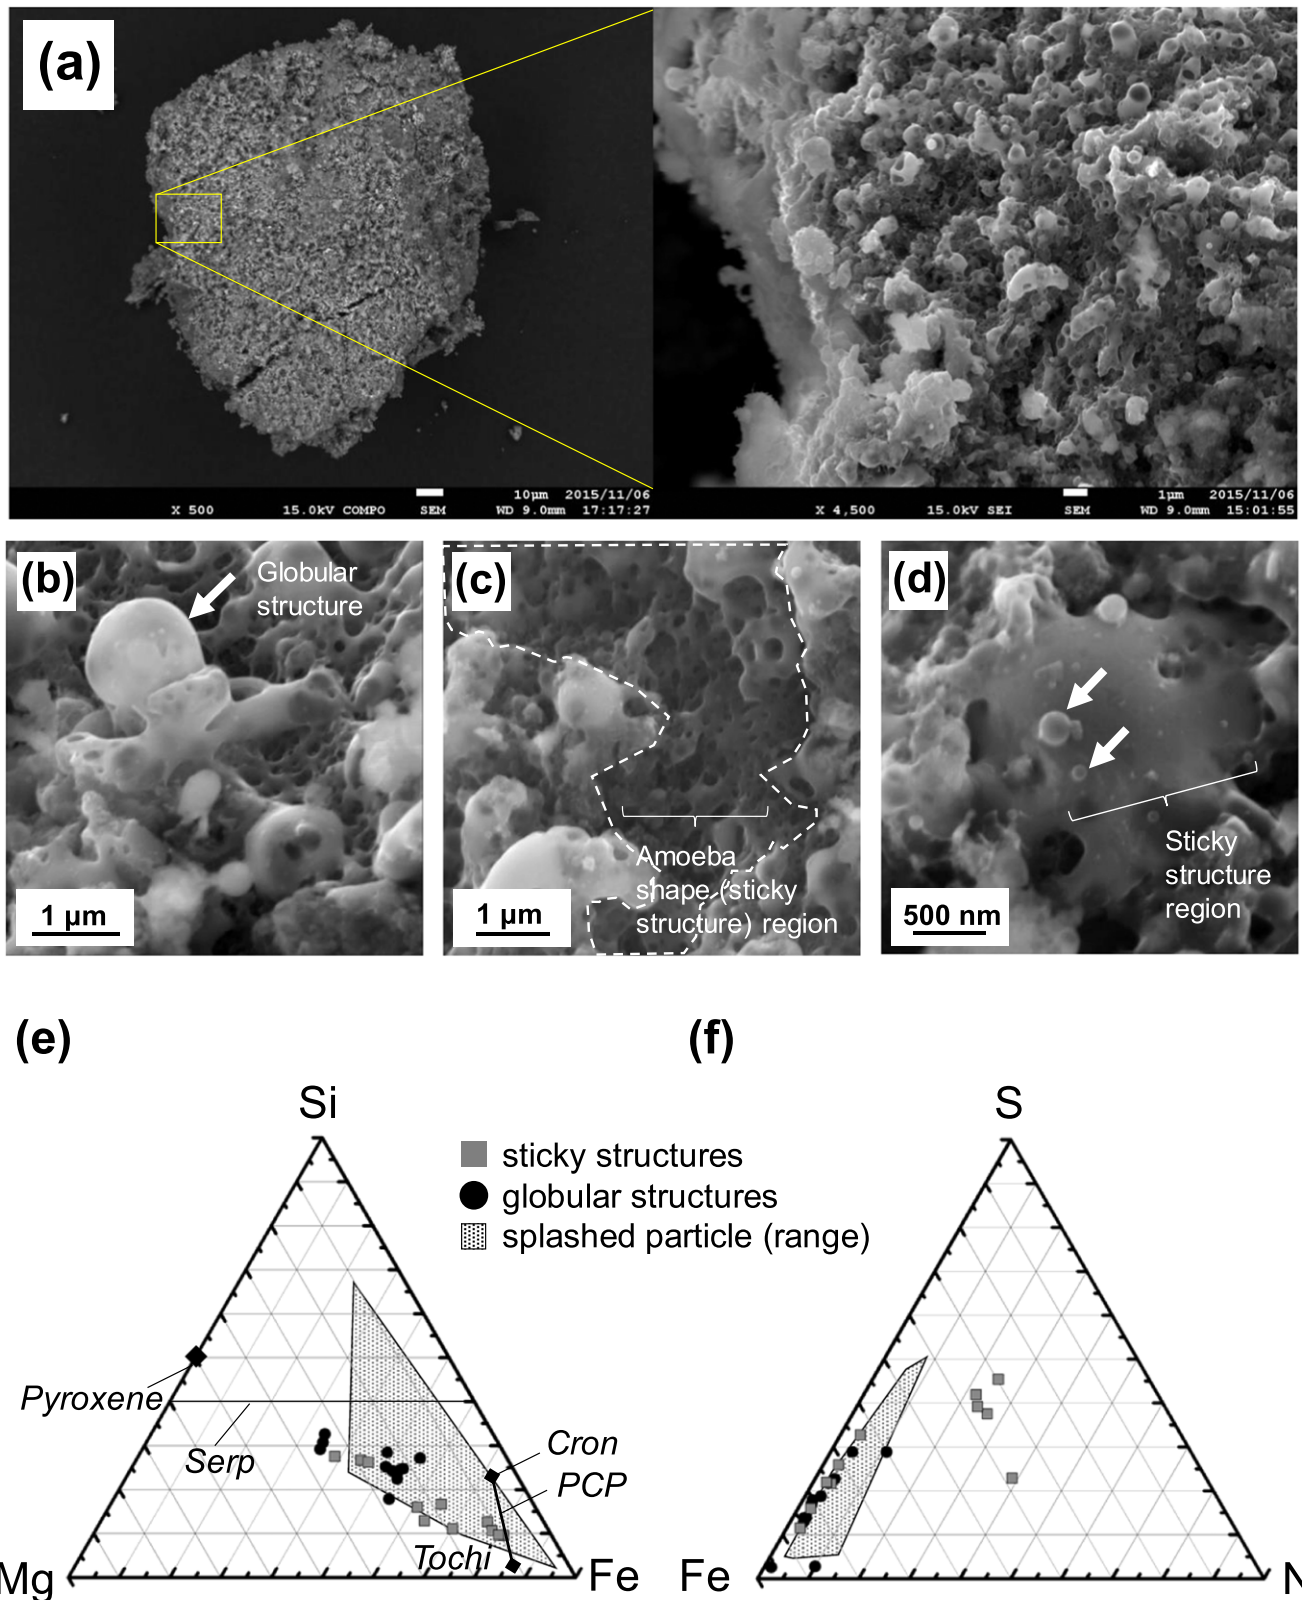 (a)
10µm 2015/11/06
X 500 15.0kV COMPO SEM WD 9.0mm 17:17:27
1µm 2015/11/06
X 4,500 15.0kV SEI SEM WD 9.0mm 15:01:55
(b)
Globular
structure
1 µm
(c)
Amoeba
shape (sticky
structure) region
1 µm
(d)
Sticky
structure
region
500 nm
(e)
Si
sticky structures
globular structures
splashed particle (range)
Pyroxene
Serp
Cron
PCP
Tochi
Mg
Fe
(f)
S
Fe
N